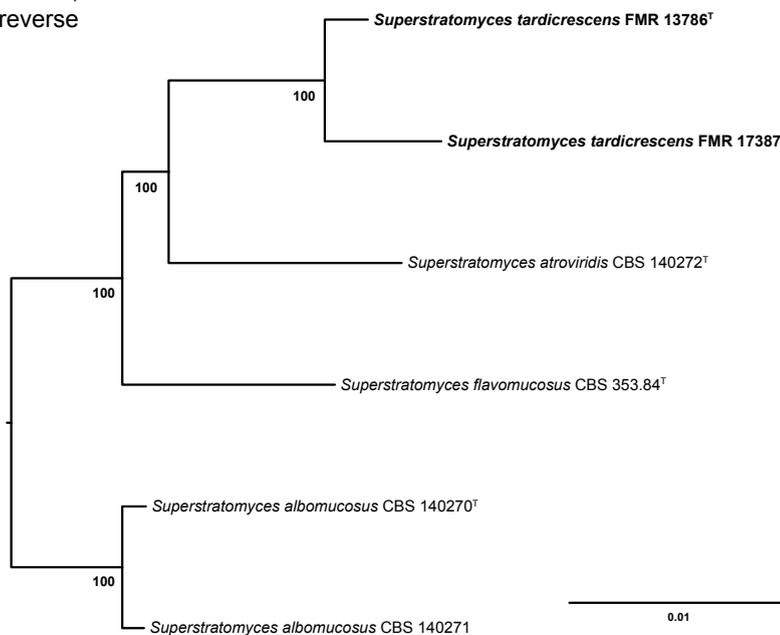 reverse
Superstratomyces tardicrescens FMR 13786ᵀ
100
Superstratomyces tardicrescens FMR 17387
100
Superstratomyces atroviridis CBS 140272ᵀ
100
Superstratomyces flavomucosus CBS 353.84ᵀ
Superstratomyces albomucosus CBS 140270ᵀ
100
0.01
Superstratomyces albomucosus CBS 140271